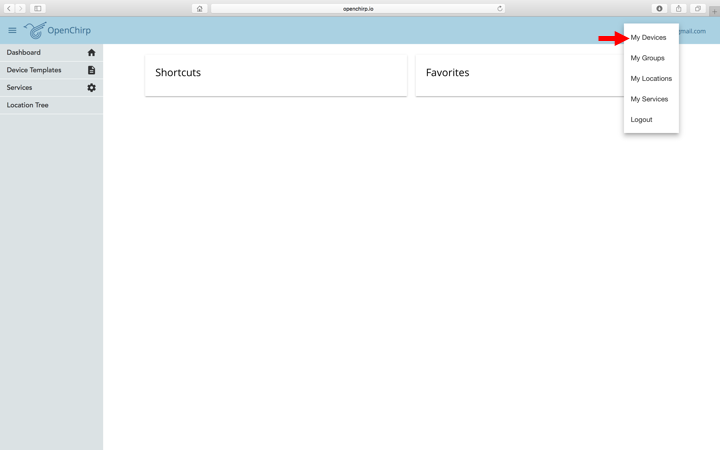 openchirp.io
OpenChirp
gmail.com
Dashboard
Device Templates
Services
Location Tree
Shortcuts
Favorites
My Devices
My Groups
My Locations
My Services
Logout